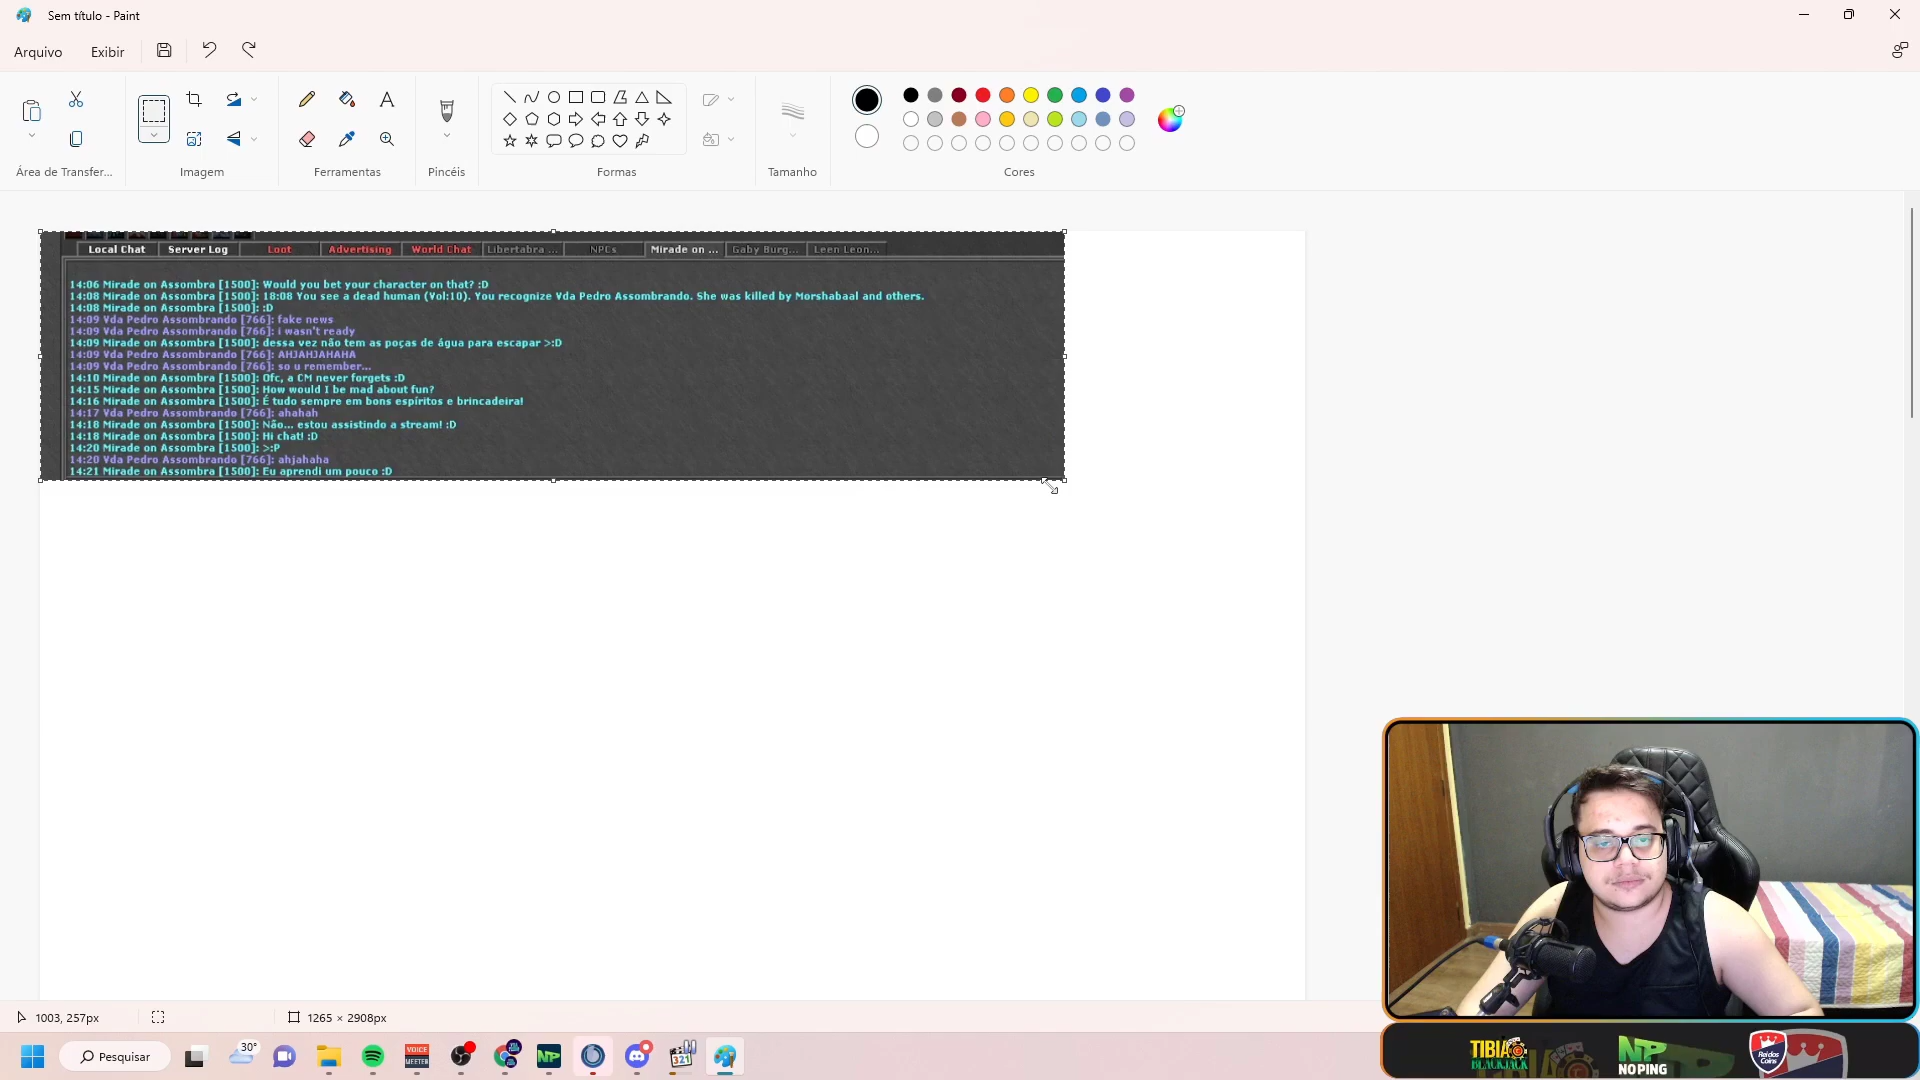 Sem título - Paint
Arquivo
Exibir
Área de Transfer...
Imagem
Ferramentas
Pincéis
Formas
Tamanho
Cores
Local Chat
Server Log
Loot
Advertising
World Chat
Libertabra ...
NPCs
Mirade on ...
Gaby Burg...
Leen Leon...
14:06 Mirade on Assombra [1500]: Would you bet your character on that? :D
14:08 Mirade on Assombra [1500]: 18:08 You see a dead human (Vol:10). You recognize Vda Pedro Assombrando. She was killed by Morshabaal and others.
14:08 Mirade on Assombra [1500]: :D
14:09 Vda Pedro Assombrando [766]: fake news
14:09 Vda Pedro Assombrando [766]: i wasn't ready
14:09 Mirade on Assombra [1500]: dessa vez não tem as poças de água para escapar >:D
14:09 Vda Pedro Assombrando [766]: AHJAHJAHAHA
14:09 Vda Pedro Assombrando [766]: so u remember...
14:10 Mirade on Assombra [1500]: Ofc, a CM never forgets :D
14:15 Mirade on Assombra [1500]: How would I be mad about fun?
14:16 Mirade on Assombra [1500]: É tudo sempre em bons espíritos e brincadeira!
14:17 Vda Pedro Assombrando [766]: ahahah
14:18 Mirade on Assombra [1500]: Não... estou assistindo a stream! :D
14:18 Mirade on Assombra [1500]: Hi chat! :D
14:20 Mirade on Assombra [1500]: >:P
14:20 Vda Pedro Assombrando [766]: ahjahaha
14:21 Mirade on Assombra [1500]: Eu aprendi um pouco :D
1003, 257px
1265 × 2908px
30°
Pesquisar
VOICE
MEETER
NP
321
TIBIA
BLACKJACK
NP
NOPING
Rei dos
Coins